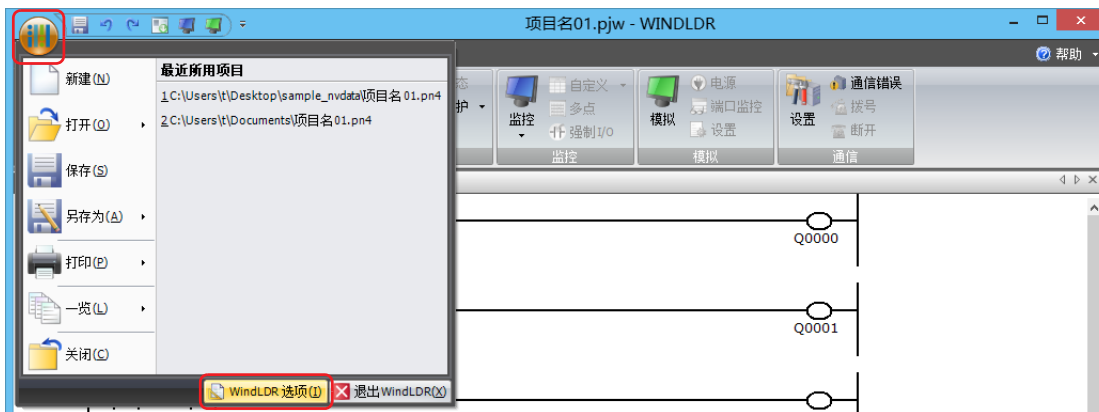 项目名01.pjw - WINDLDR
帮助
新建(N)
打开(O)
保存(S)
另存为(A)
打印(P)
一览(L)
关闭(C)
最近所用项目
1 C:\Users\t\Desktop\sample_nvdata\项目名01.pn4
2 C:\Users\t\Documents\项目名01.pn4
WindLDR 选项(I)
退出WindLDR(X)
态
护
监控
自定义
多点
强制I/O
监控
模拟
电源
端口监控
设置
模拟
设置
通信错误
拨号
断开
通信
Q0000
Q0001